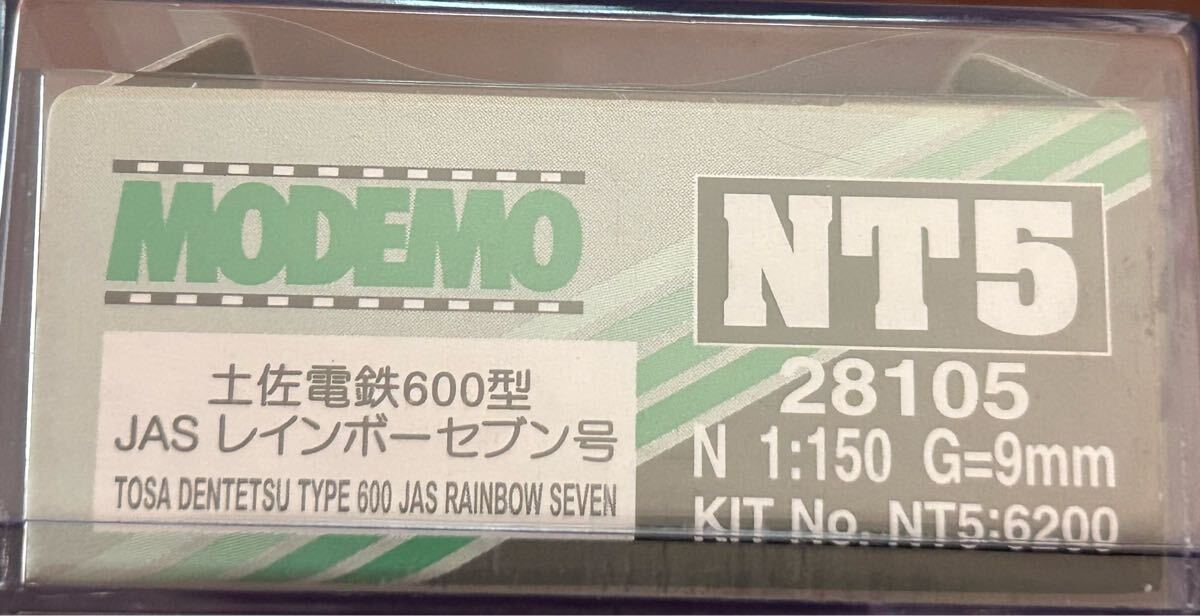 MODEMO
土佐電鉄600型
JAS レインボーセブン号
TOSA DENTETSU TYPE 600 JAS RAINBOW SEVEN
NT5
28105
N 1:150 G=9mm
KIT No. NT5:6200